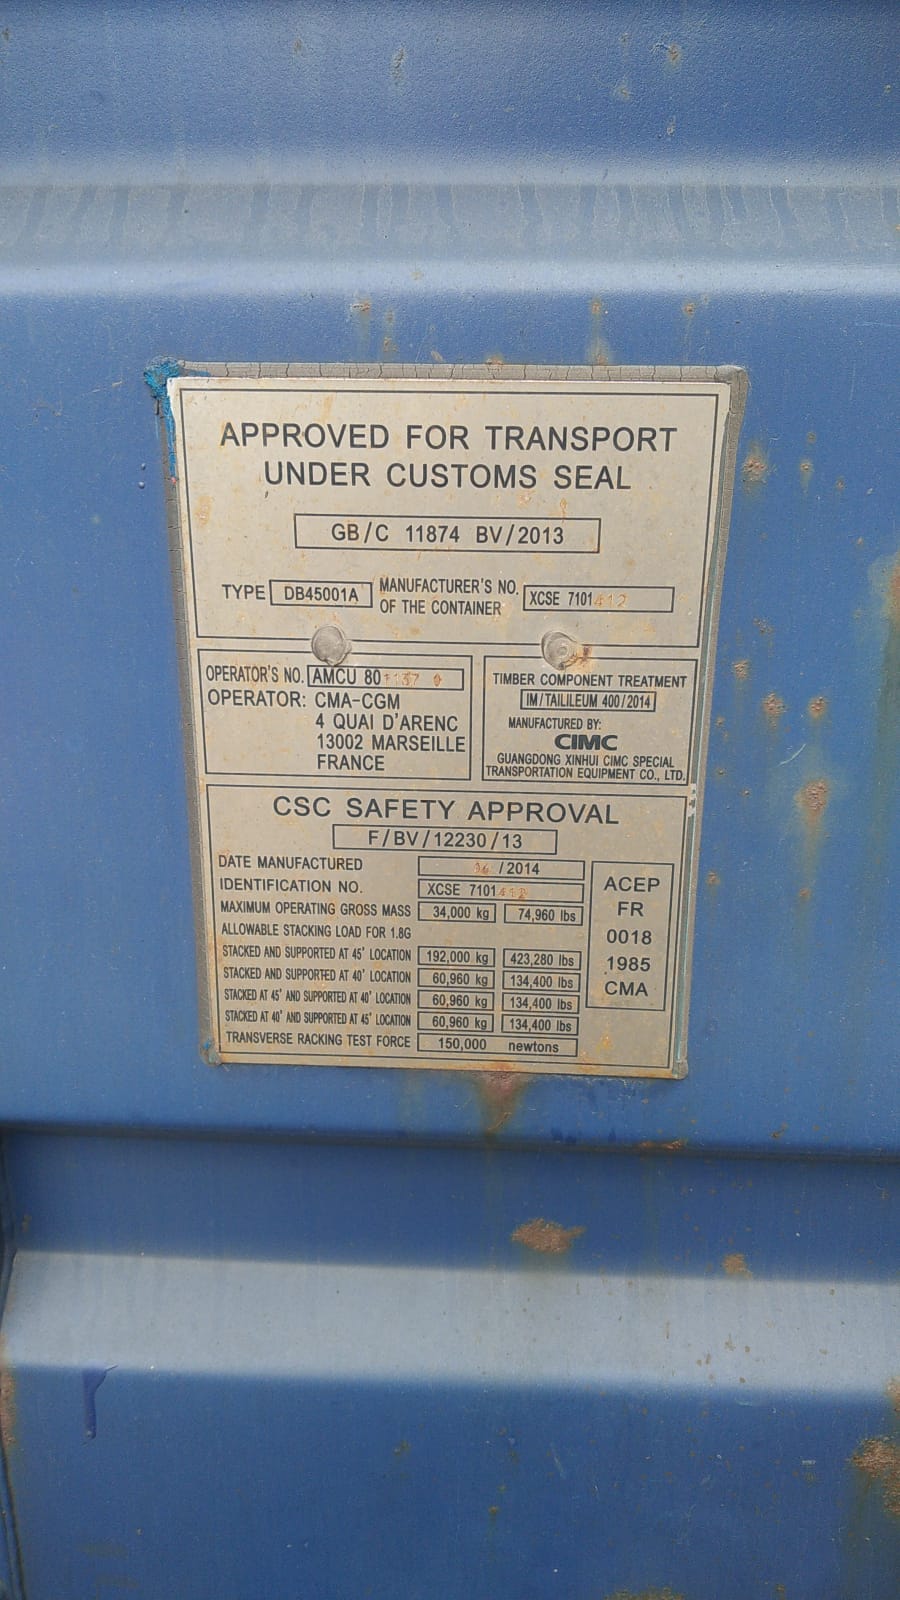 APPROVED FOR TRANSPORT
UNDER CUSTOMS SEAL
GB/C 11874 BV/2013
TYPE DB45001A MANUFACTURER'S NO. OF THE CONTAINER XCSE 7101412
OPERATOR'S NO. AMCU 80
OPERATOR: CMA-CGM
4 QUAI D'ARENC
13002 MARSEILLE
FRANCE
TIMBER COMPONENT TREATMENT
IM/TAILILEUM 400/2014
MANUFACTURED BY:
CIMC
GUANGDONG XINHUI CIMC SPECIAL
TRANSPORTATION EQUIPMENT CO., LTD.
CSC SAFETY APPROVAL
F/BV/12230/13
DATE MANUFACTURED /2014
IDENTIFICATION NO. XCSE 7101412
MAXIMUM OPERATING GROSS MASS 34,000 kg 74,960 lbs
ALLOWABLE STACKING LOAD FOR 1.8G
STACKED AND SUPPORTED AT 45' LOCATION 192,000 kg 423,280 lbs
STACKED AND SUPPORTED AT 40' LOCATION 60,960 kg 134,400 lbs
STACKED AT 45' AND SUPPORTED AT 40' LOCATION 60,960 kg 134,400 lbs
STACKED AT 40' AND SUPPORTED AT 45' LOCATION 60,960 kg 134,400 lbs
TRANSVERSE RACKING TEST FORCE 150,000 newtons
ACEP
FR
0018
1985
CMA